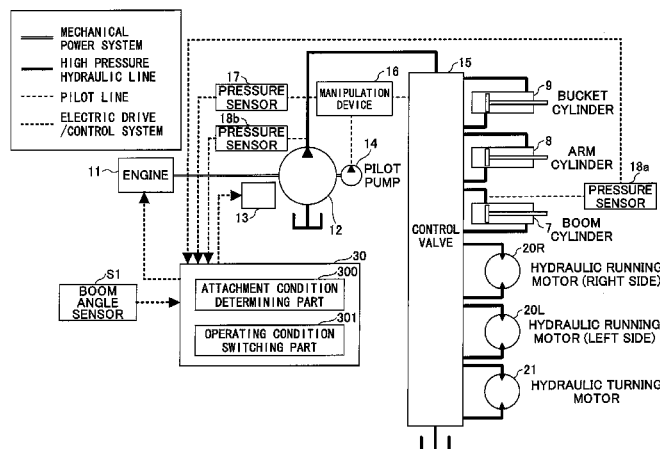 MECHANICAL
POWER SYSTEM
HIGH PRESSURE
HYDRAULIC LINE
PILOT LINE
ELECTRIC DRIVE
/CONTROL SYSTEM
17
PRESSURE
SENSOR
18b
PRESSURE
SENSOR
16
MANIPULATION
DEVICE
14
PILOT
PUMP
11
ENGINE
13
12
15
CONTROL
VALVE
9
BUCKET
CYLINDER
8
ARM
CYLINDER
18a
PRESSURE
SENSOR
7
BOOM
CYLINDER
20R
HYDRAULIC RUNNING
MOTOR (RIGHT SIDE)
20L
HYDRAULIC RUNNING
MOTOR (LEFT SIDE)
21
HYDRAULIC TURNING
MOTOR
S1
BOOM
ANGLE
SENSOR
30
300
ATTACHMENT CONDITION
DETERMINING PART
301
OPERATING CONDITION
SWITCHING PART